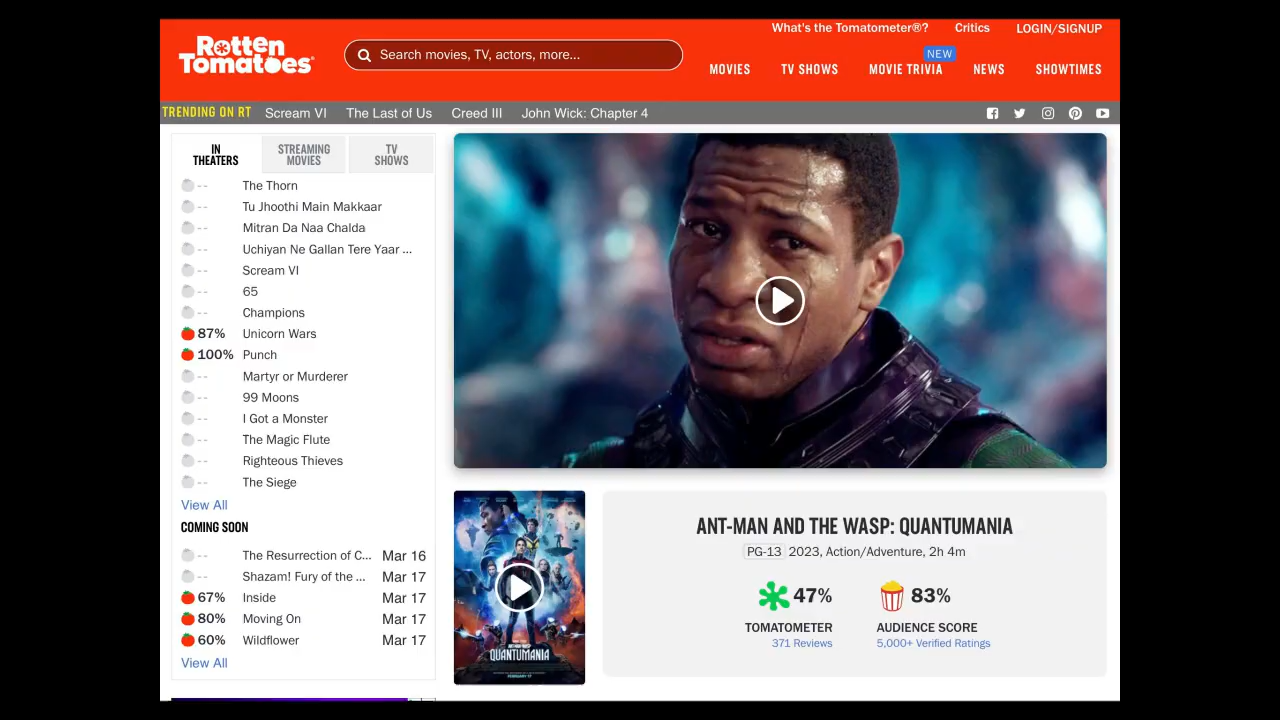 What's the Tomatometer®?
Critics
LOGIN/SIGNUP
Rotten
Tomatoes
Search movies, TV, actors, more...
NEW
MOVIES
TV SHOWS
MOVIE TRIVIA
NEWS
SHOWTIMES
TRENDING ON RT
Scream VI
The Last of Us
Creed III
John Wick: Chapter 4
IN
THEATERS
STREAMING
MOVIES
TV
SHOWS
-- The Thorn
-- Tu Jhoothi Main Makkaar
-- Mitran Da Naa Chalda
-- Uchiyan Ne Gallan Tere Yaar ...
-- Scream VI
-- 65
-- Champions
87% Unicorn Wars
100% Punch
-- Martyr or Murderer
-- 99 Moons
-- I Got a Monster
-- The Magic Flute
-- Righteous Thieves
-- The Siege
View All
COMING SOON
-- The Resurrection of C... Mar 16
-- Shazam! Fury of the ... Mar 17
67% Inside Mar 17
80% Moving On Mar 17
60% Wildflower Mar 17
View All
QUANTUMANIA
FEBRUARY 17
ANT-MAN AND THE WASP: QUANTUMANIA
PG-13 2023, Action/Adventure, 2h 4m
47%
83%
TOMATOMETER
AUDIENCE SCORE
371 Reviews
5,000+ Verified Ratings